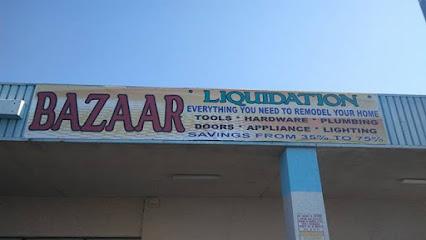 BAZAAR
LIQUIDATION
EVERYTHING YOU NEED TO REMODEL YOUR HOME
TOOLS * HARDWARE * PLUMBING
DOORS * APPLIANCE * LIGHTING
SAVINGS FROM 35% TO 75%